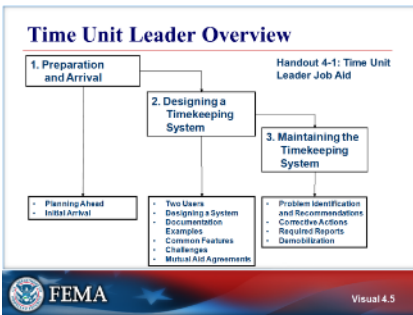 Time Unit Leader Overview
1. Preparation
and Arrival
Handout 4-1: Time Unit
Leader Job Aid
2. Designing a
Timekeeping
System
3. Maintaining the
Timekeeping
System
• Planning Ahead
• Initial Arrival
• Two Users
• Designing a System
• Documentation
Examples
• Common Features
• Challenges
• Mutual Aid Agreements
• Problem Identification
and Recommendations
• Corrective Actions
• Required Reports
• Demobilization
FEMA
Visual 4.5